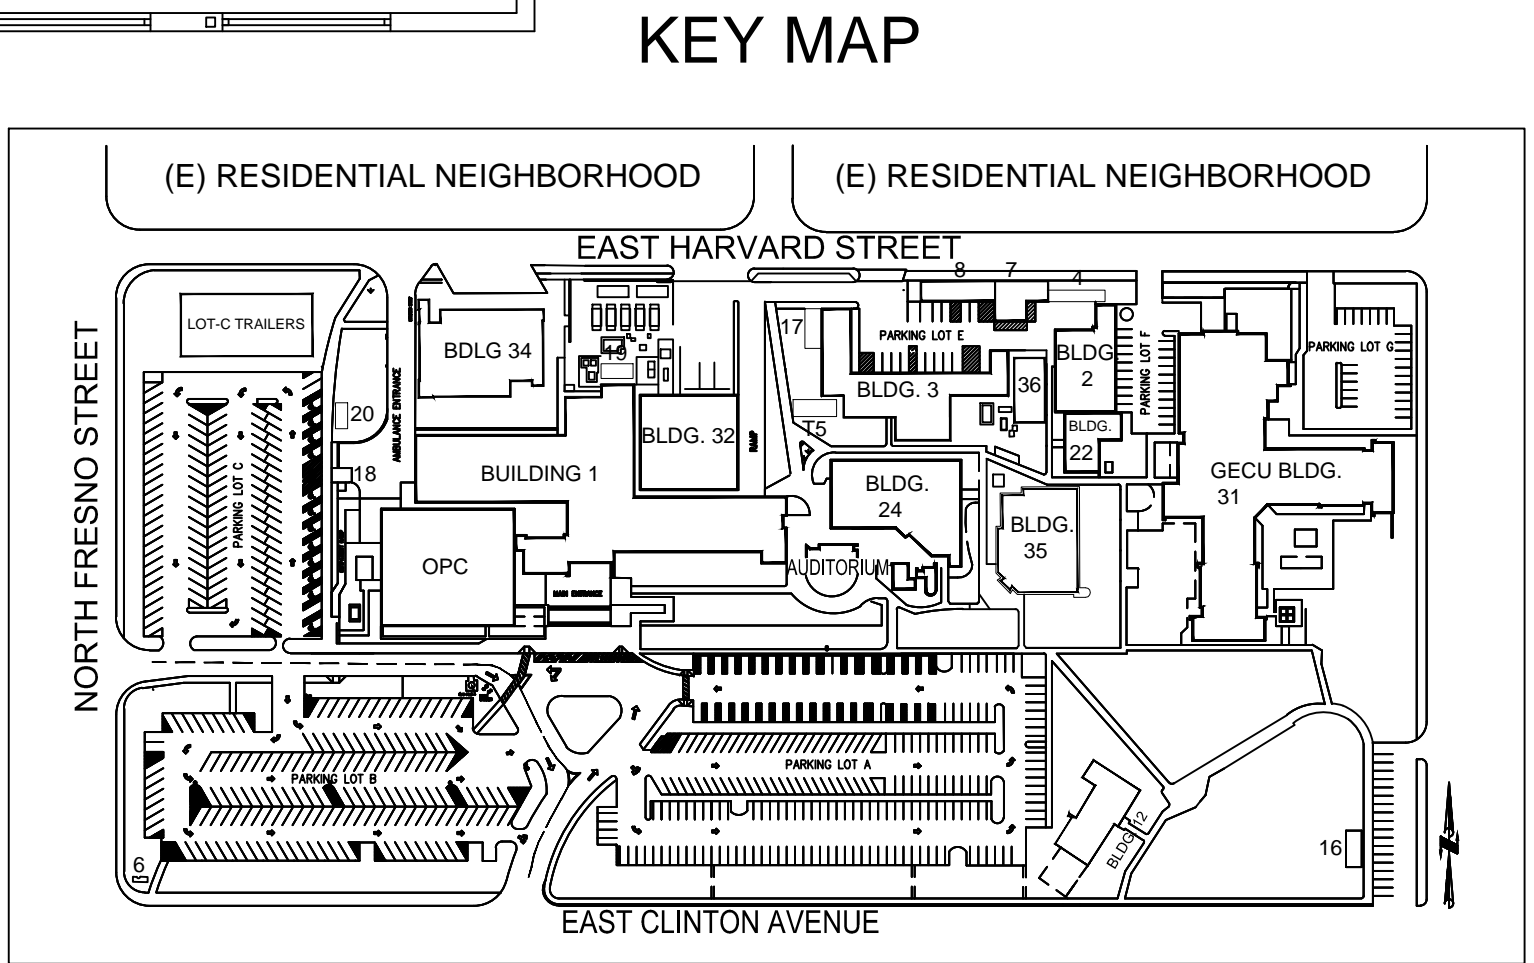 KEY MAP
(E) RESIDENTIAL NEIGHBORHOOD
(E) RESIDENTIAL NEIGHBORHOOD
EAST HARVARD STREET
8
7
4
LOT-C TRAILERS
NORTH FRESNO STREET
BDLG 34
19
17
PARKING LOT E
BLDG
2
PARKING LOT F
PARKING LOT G
BLDG. 3
36
20
AMBULANCE ENTRANCE
T5
BLDG. 32
RAMP
BLDG.
22
18
BUILDING 1
PARKING LOT C
BLDG.
24
GECU BLDG.
31
BLDG.
35
OPC
AUDITORIUM
MAIN ENTRANCE
PARKING LOT B
PARKING LOT A
BLDG 12
16
6
N
EAST CLINTON AVENUE